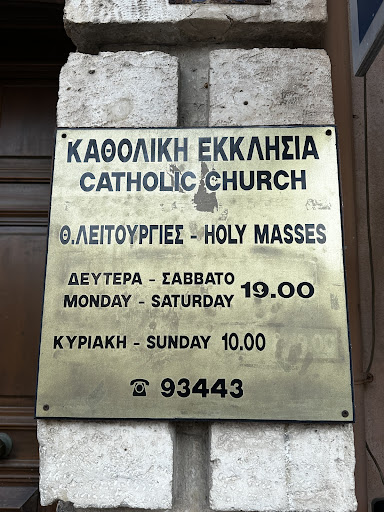 ΚΑΘΟΛΙΚΗ ΕΚΚΛΗΣΙΑ
CATHOLIC CHURCH
Θ.ΛΕΙΤΟΥΡΓΙΕΣ - HOLY MASSES
ΔΕΥΤΕΡΑ - ΣΑΒΒΑΤΟ
MONDAY - SATURDAY 19.00
ΚΥΡΙΑΚΗ - SUNDAY 10.00
☎ 93443